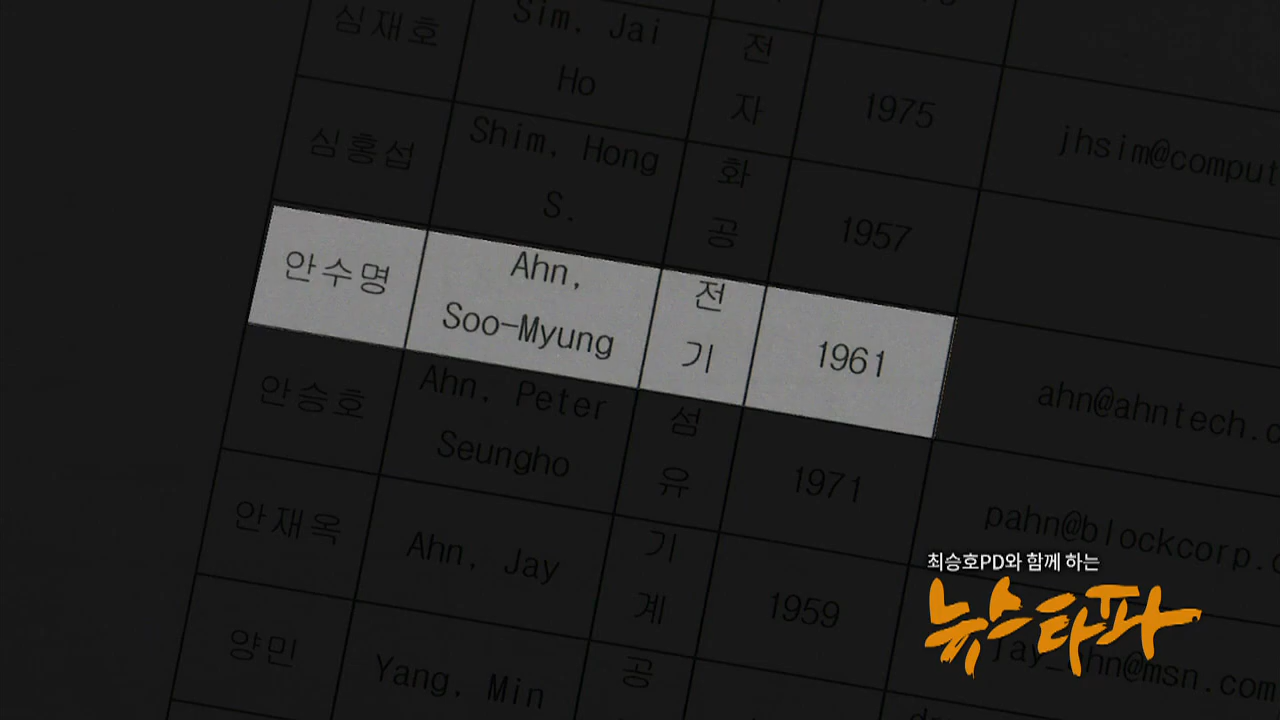 심재호
Sim, Jai
Ho
전
자
1975
jhsim@comput
심홍섭
Shim, Hong
S.
화
공
1957
안수명
Ahn,
Soo-Myung
전
기
1961
ahn@ahntech.c
안승호
Ahn, Peter
Seungho
섬
유
1971
pahn@blockcorp.c
안재옥
Ahn, Jay
기
계
1959
jay_ahn@msn.com
양민
Yang, Min
공
최승호PD와 함께 하는
뉴스타파